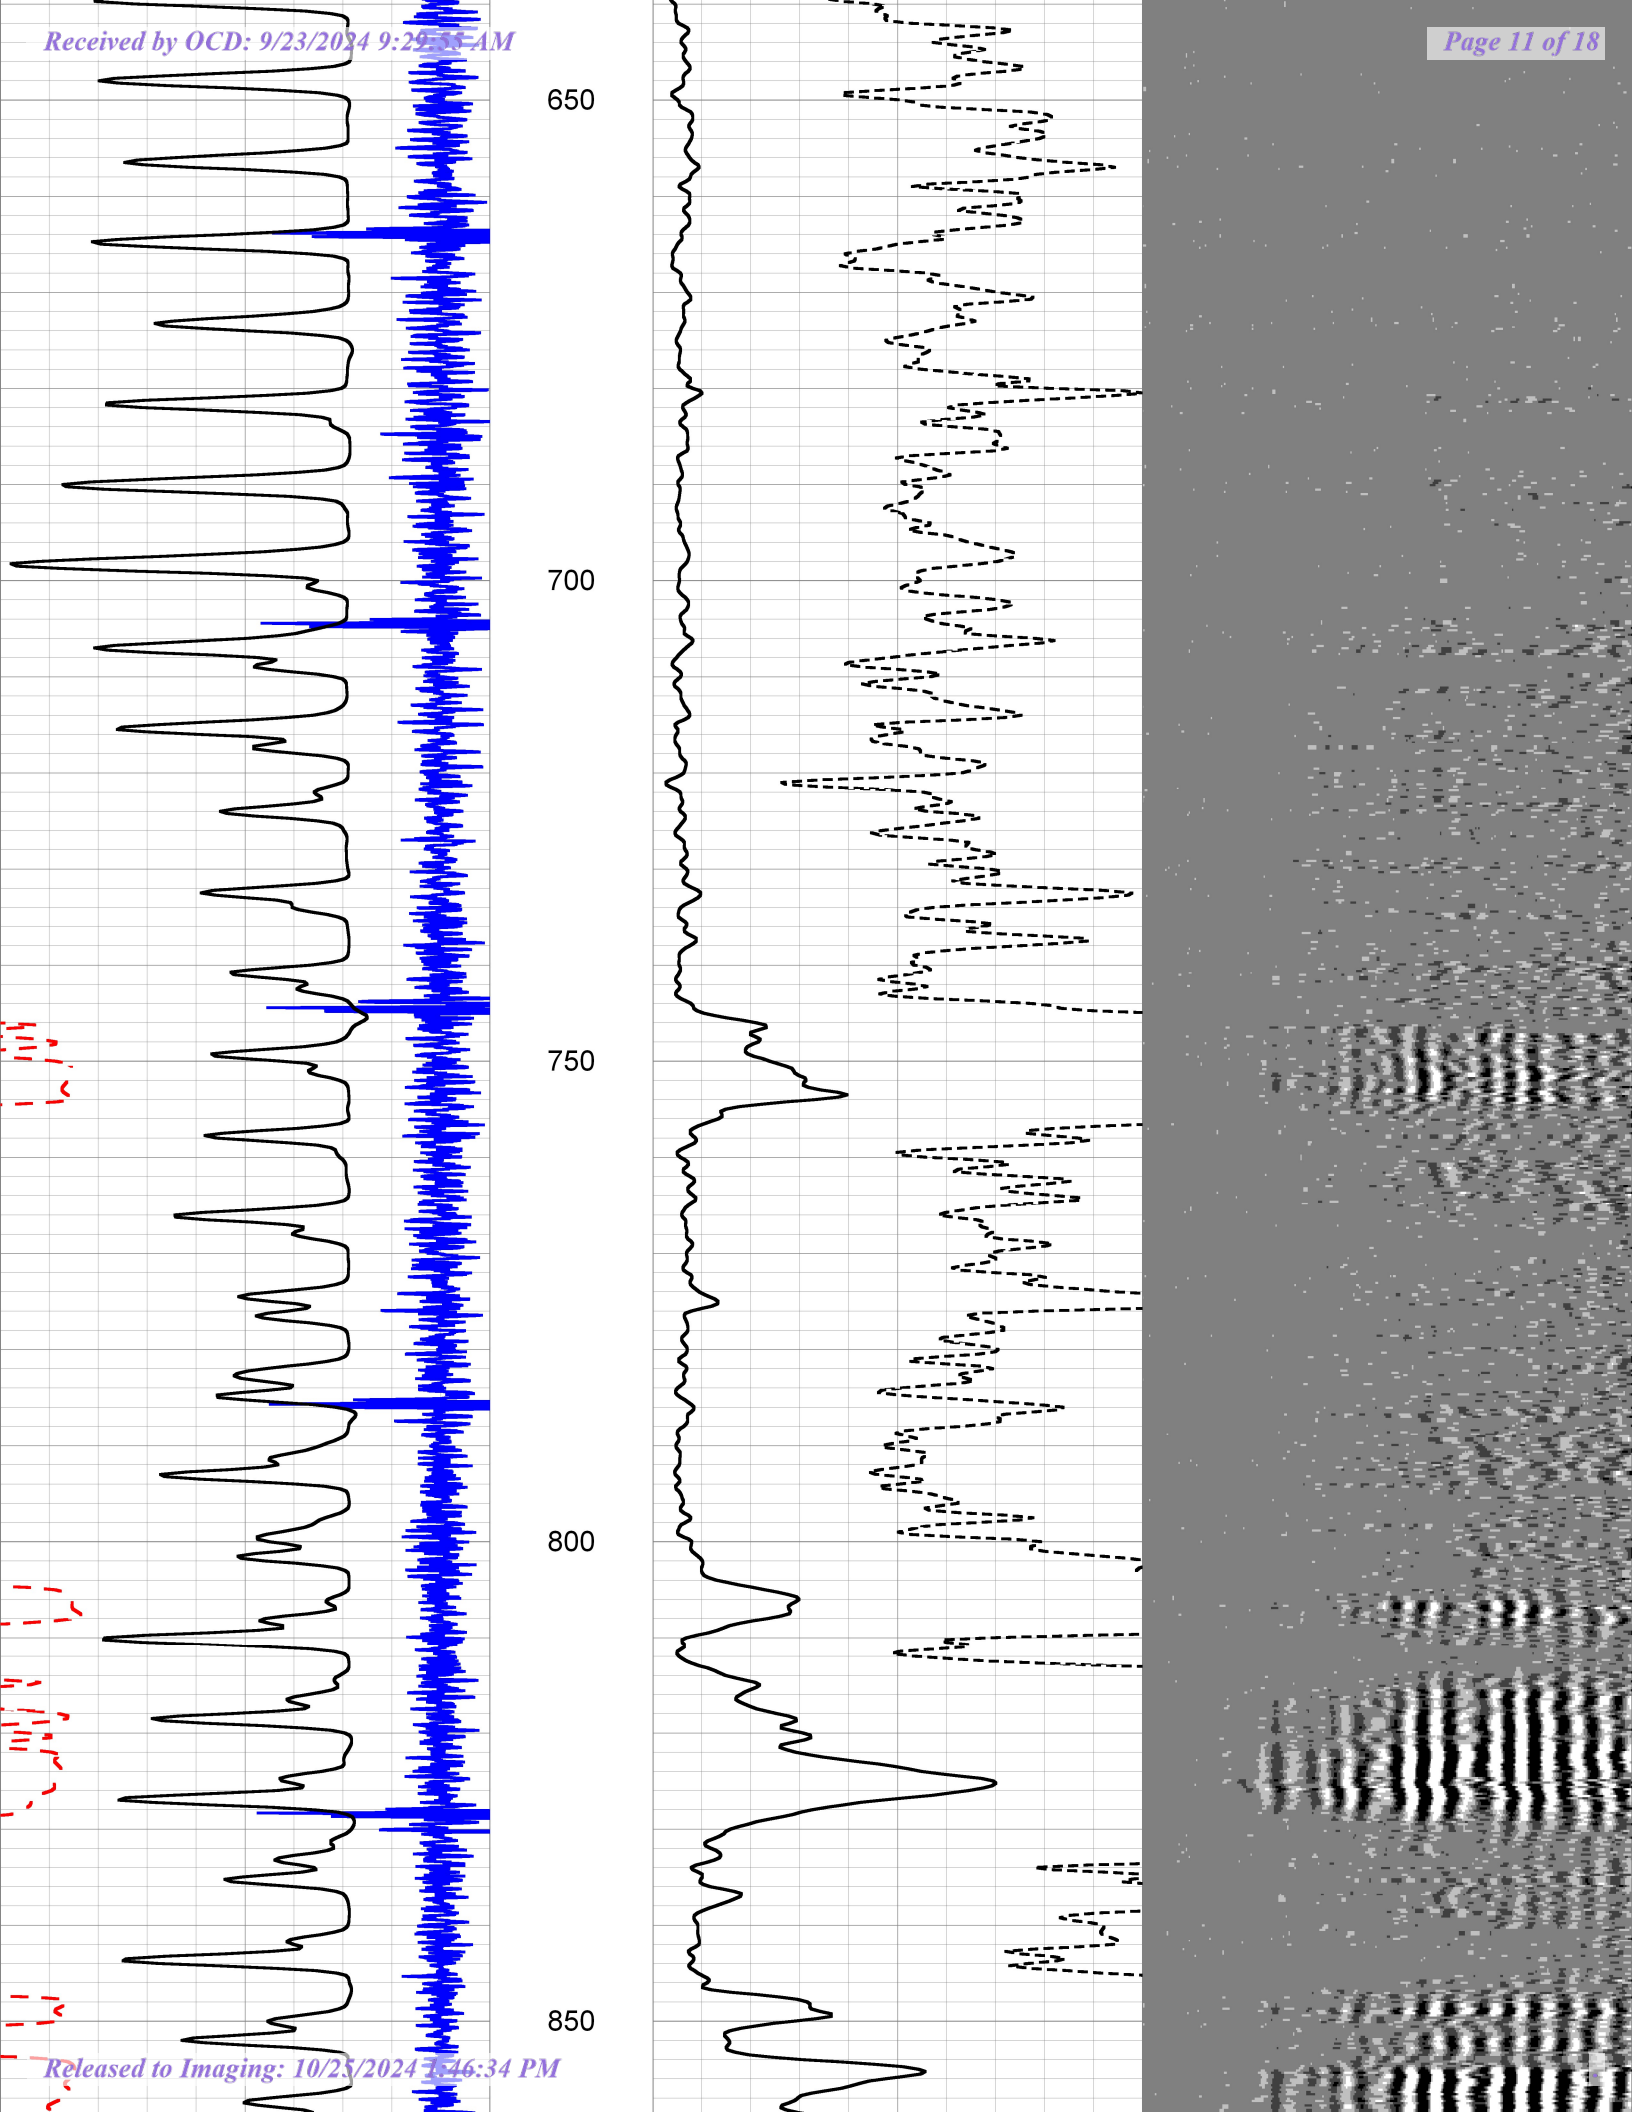 Received by OCD: 9/23/2024 9:29:55 AM
Page 11 of 18
650
700
750
800
850
Released to Imaging: 10/25/2024 1:46:34 PM